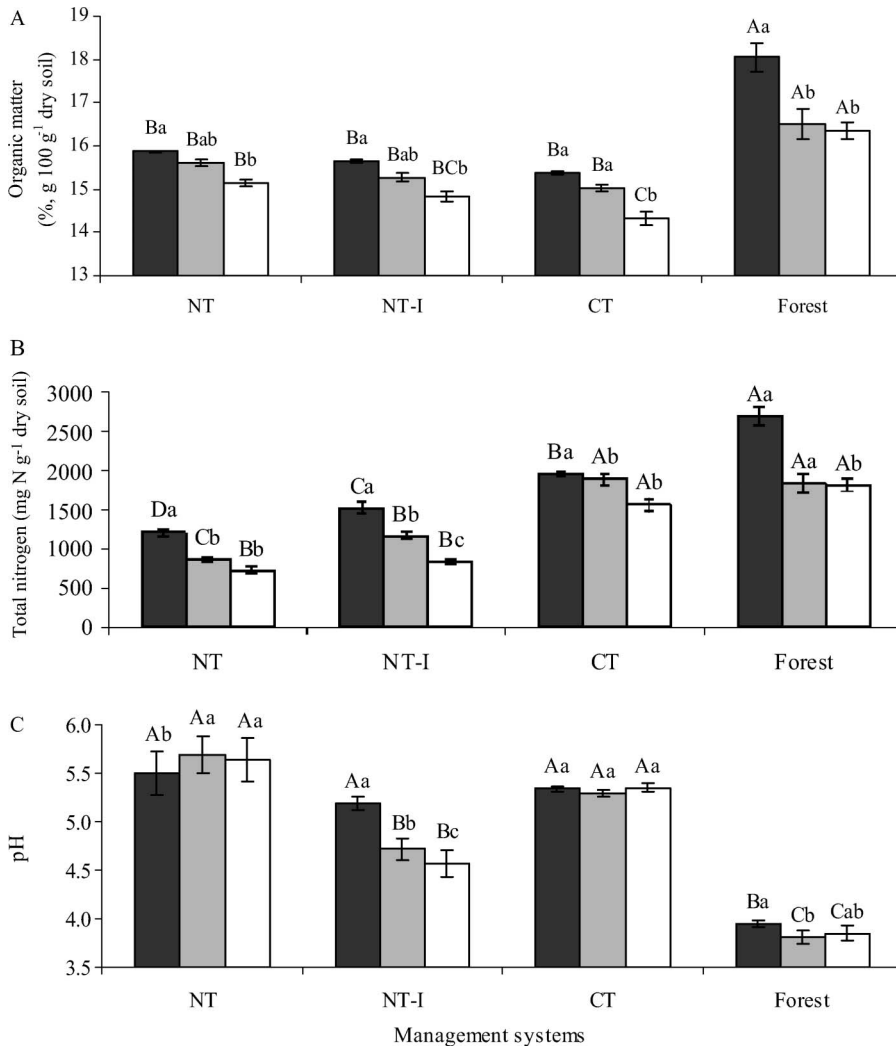 A
Organic matter
(%, g 100 g⁻¹ dry soil)
18
17
16
15
14
13
Ba
Bab
Bb
Ba
Bab
BCb
Ba
Ba
Cb
Aa
Ab
Ab
NT
NT-I
CT
Forest
B
Total nitrogen (mg N g⁻¹ dry soil)
3000
2500
2000
1500
1000
500
0
Da
Cb
Bb
Ca
Bb
Bc
Ba
Ab
Ab
Aa
Aa
Ab
NT
NT-I
CT
Forest
C
pH
6.0
5.5
5.0
4.5
4.0
3.5
Ab
Aa
Aa
Aa
Bb
Bc
Aa
Aa
Aa
Ba
Cb
Cab
NT
NT-I
CT
Forest
Management systems